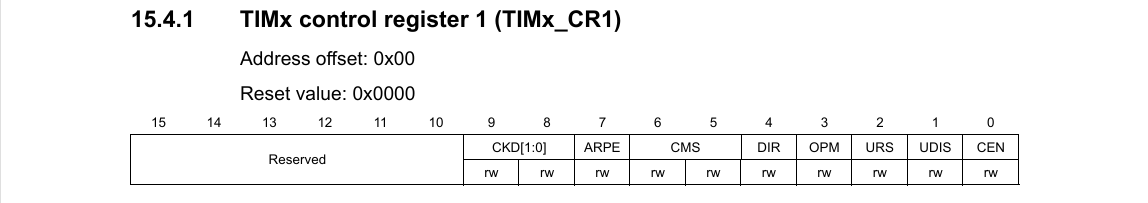 15.4.1 TIMx control register 1 (TIMx_CR1)
Address offset: 0x00
Reset value: 0x0000
15 14 13 12 11 10 9 8 7 6 5 4 3 2 1 0
Reserved CKD[1:0] ARPE CMS DIR OPM URS UDIS CEN
rw rw rw rw rw rw rw rw rw rw